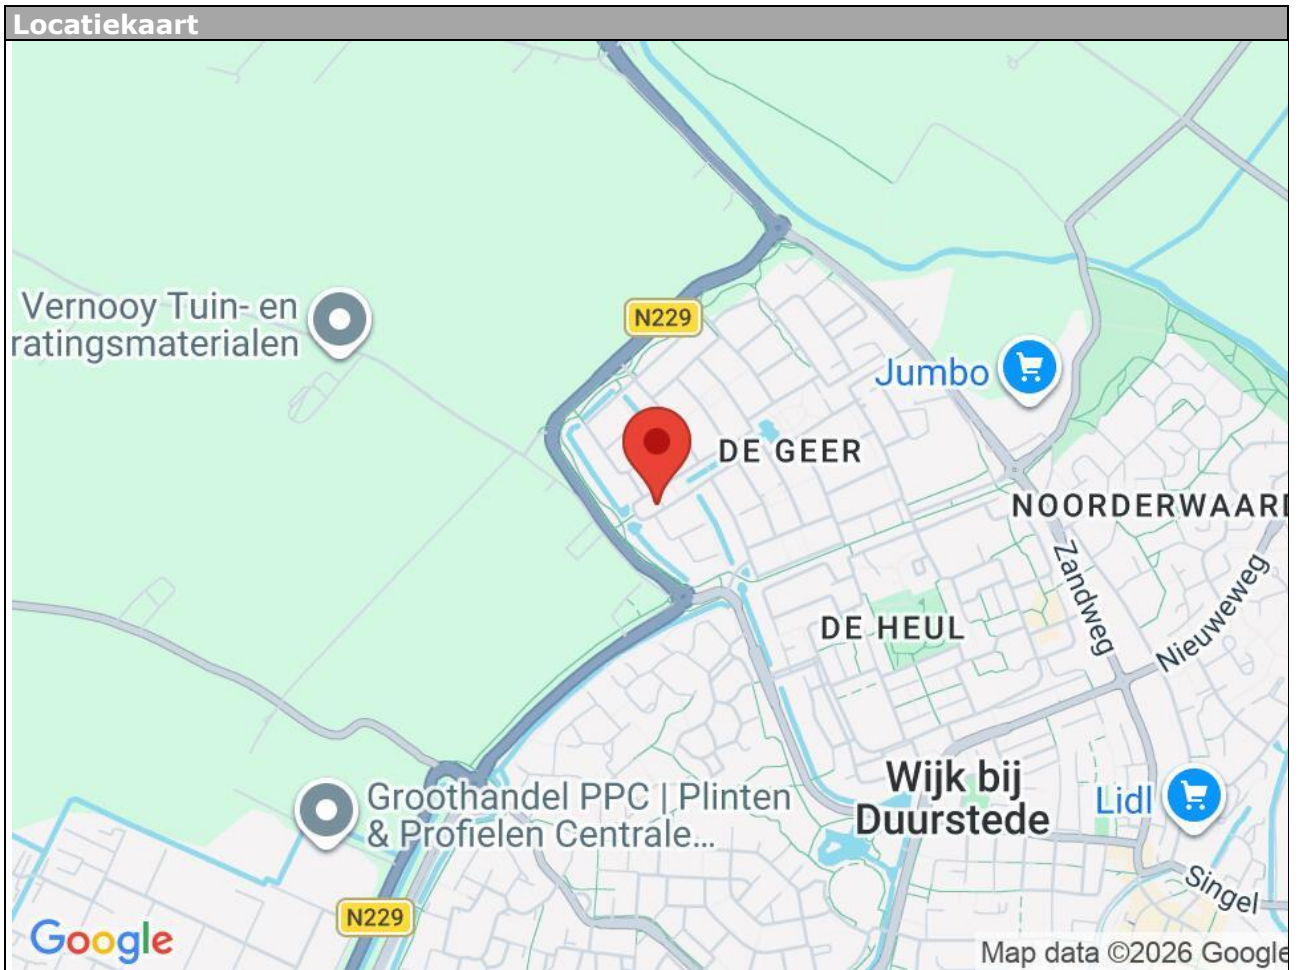 Locatiekaart
Vernooy Tuin- en
ratingsmaterialen
N229
Jumbo
DE GEER
NOORDERWAARD
Zandweg
Nieuweweg
DE HEUL
Wijk bij
Duurstede
Lidl
Groothandel PPC | Plinten
& Profielen Centrale...
Singel
N229
Google
Map data ©2026 Google